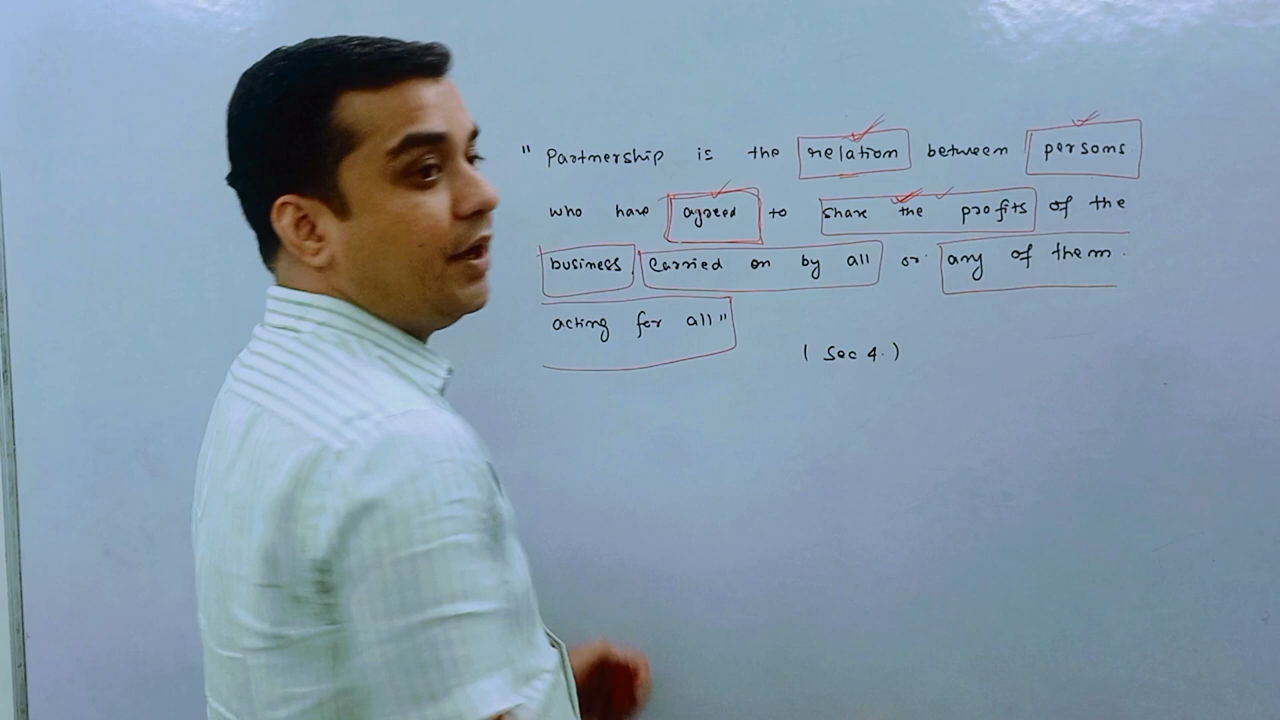 " Partnership is the relation between persons
who have agreed to share the profits of the
business carried on by all or any of them.
acting for all"
( Sec 4. )